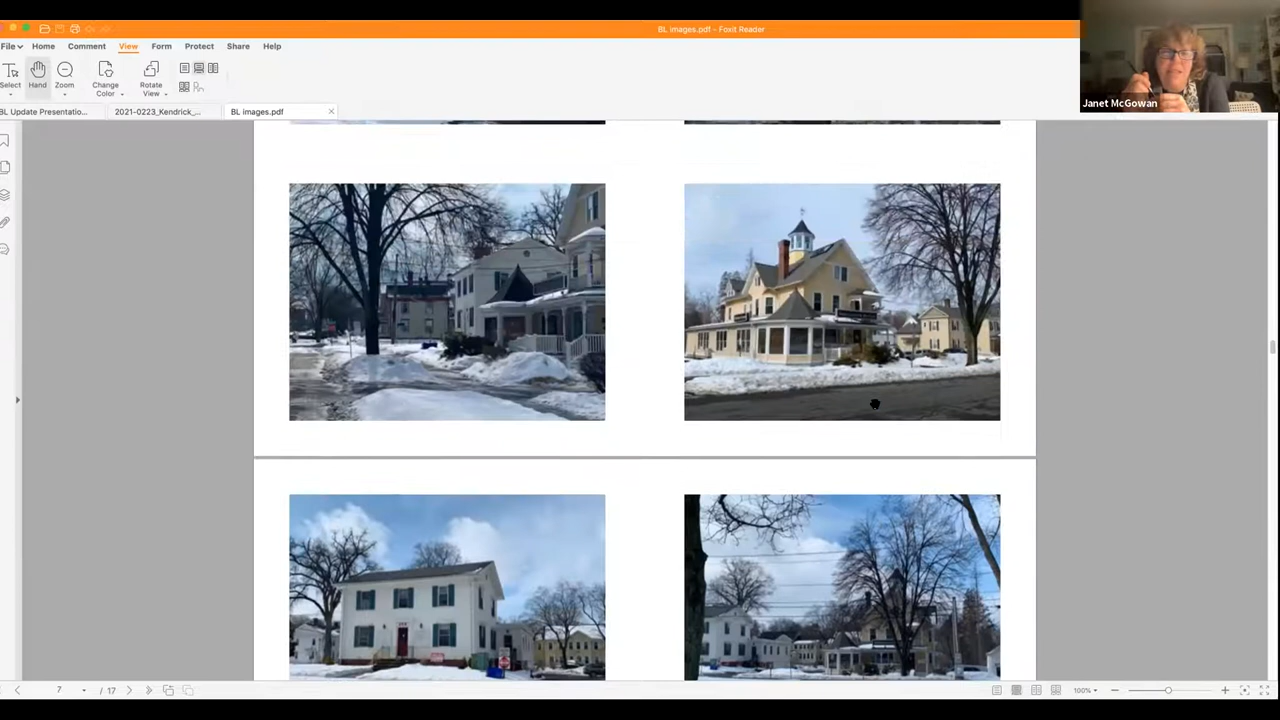 BL images.pdf - Foxit Reader
File
Home
Comment
View
Form
Protect
Share
Help
Select
Hand
Zoom
Change
Color
Rotate
View
BL Update Presentatio...
2021-0223_Kendrick_...
BL images.pdf
Janet McGowan
7
/ 17
100%